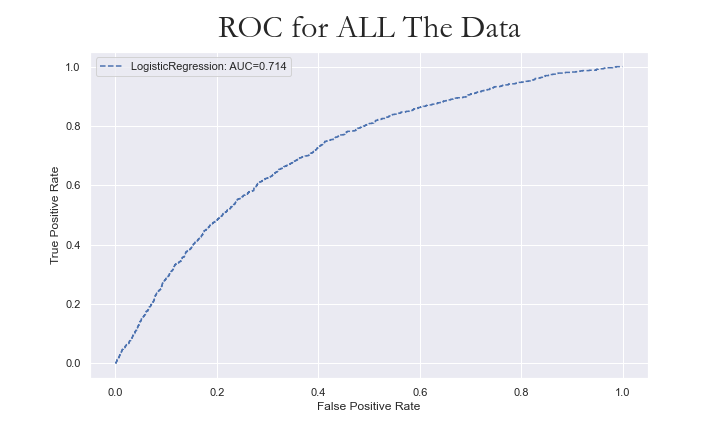 ROC for ALL The Data
LogisticRegression: AUC=0.714
1.0
0.8
0.6
0.4
0.2
0.0
True Positive Rate
0.0 0.2 0.4 0.6 0.8 1.0
False Positive Rate